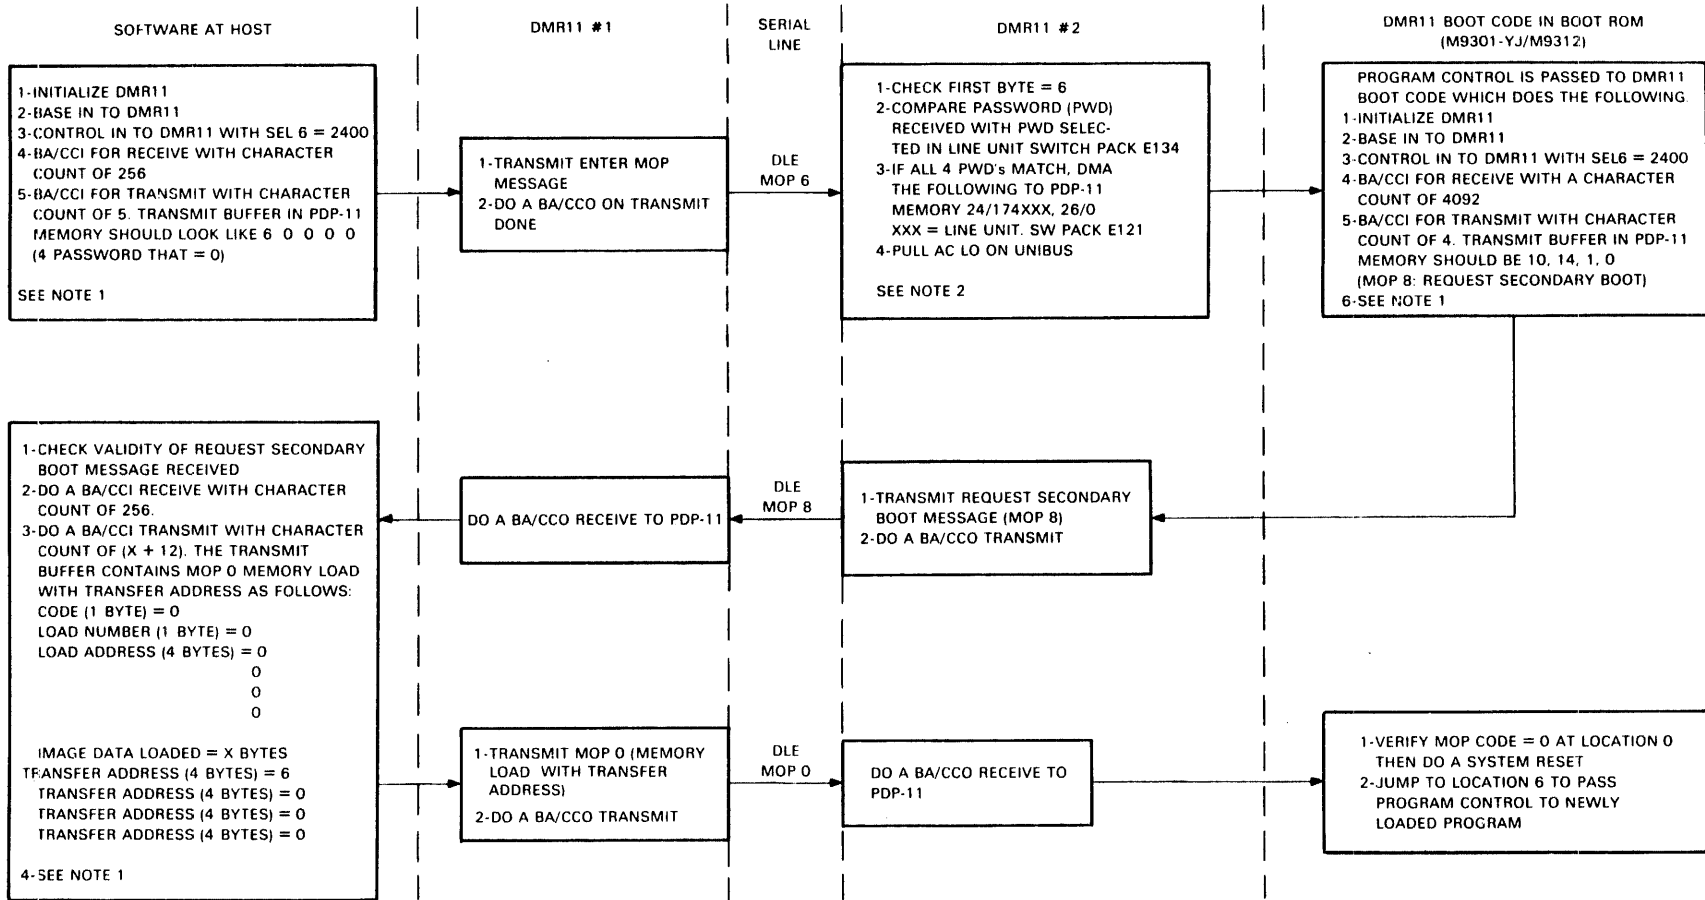 SOFTWARE AT HOST
DMR11 #1
SERIAL
LINE
DMR11 #2
DMR11 BOOT CODE IN BOOT ROM
(M9301-YJ/M9312)
1-INITIALIZE DMR11
2-BASE IN TO DMR11
3-CONTROL IN TO DMR11 WITH SEL 6 = 2400
4-BA/CCI FOR RECEIVE WITH CHARACTER
COUNT OF 256
5-BA/CCI FOR TRANSMIT WITH CHARACTER
COUNT OF 5. TRANSMIT BUFFER IN PDP-11
MEMORY SHOULD LOOK LIKE 6 0 0 0 0
(4 PASSWORD THAT = 0)
SEE NOTE 1
1-TRANSMIT ENTER MOP
MESSAGE
2-DO A BA/CCO ON TRANSMIT
DONE
DLE
MOP 6
1-CHECK FIRST BYTE = 6
2-COMPARE PASSWORD (PWD)
RECEIVED WITH PWD SELEC-
TED IN LINE UNIT SWITCH PACK E134
3-IF ALL 4 PWD's MATCH, DMA
THE FOLLOWING TO PDP-11
MEMORY 24/174XXX, 26/0
XXX = LINE UNIT. SW PACK E121
4-PULL AC LO ON UNIBUS
SEE NOTE 2
PROGRAM CONTROL IS PASSED TO DMR11
BOOT CODE WHICH DOES THE FOLLOWING
1-INITIALIZE DMR11
2-BASE IN TO DMR11
3-CONTROL IN TO DMR11 WITH SEL6 = 2400
4-BA/CCI FOR RECEIVE WITH A CHARACTER
COUNT OF 4092
5-BA/CCI FOR TRANSMIT WITH CHARACTER
COUNT OF 4. TRANSMIT BUFFER IN PDP-11
MEMORY SHOULD BE 10, 14, 1, 0
(MOP 8: REQUEST SECONDARY BOOT)
6-SEE NOTE 1
1-CHECK VALIDITY OF REQUEST SECONDARY
BOOT MESSAGE RECEIVED
2-DO A BA/CCI RECEIVE WITH CHARACTER
COUNT OF 256.
3-DO A BA/CCI TRANSMIT WITH CHARACTER
COUNT OF (X + 12). THE TRANSMIT
BUFFER CONTAINS MOP 0 MEMORY LOAD
WITH TRANSFER ADDRESS AS FOLLOWS:
CODE (1 BYTE) = 0
LOAD NUMBER (1 BYTE) = 0
LOAD ADDRESS (4 BYTES) = 0
0
0
0
IMAGE DATA LOADED = X BYTES
TRANSFER ADDRESS (4 BYTES) = 6
TRANSFER ADDRESS (4 BYTES) = 0
TRANSFER ADDRESS (4 BYTES) = 0
TRANSFER ADDRESS (4 BYTES) = 0
4-SEE NOTE 1
DO A BA/CCO RECEIVE TO PDP-11
DLE
MOP 8
1-TRANSMIT REQUEST SECONDARY
BOOT MESSAGE (MOP 8)
2-DO A BA/CCO TRANSMIT
1-TRANSMIT MOP 0 (MEMORY
LOAD WITH TRANSFER
ADDRESS)
2-DO A BA/CCO TRANSMIT
DLE
MOP 0
DO A BA/CCO RECEIVE TO
PDP-11
1-VERIFY MOP CODE = 0 AT LOCATION 0
THEN DO A SYSTEM RESET
2-JUMP TO LOCATION 6 TO PASS
PROGRAM CONTROL TO NEWLY
LOADED PROGRAM